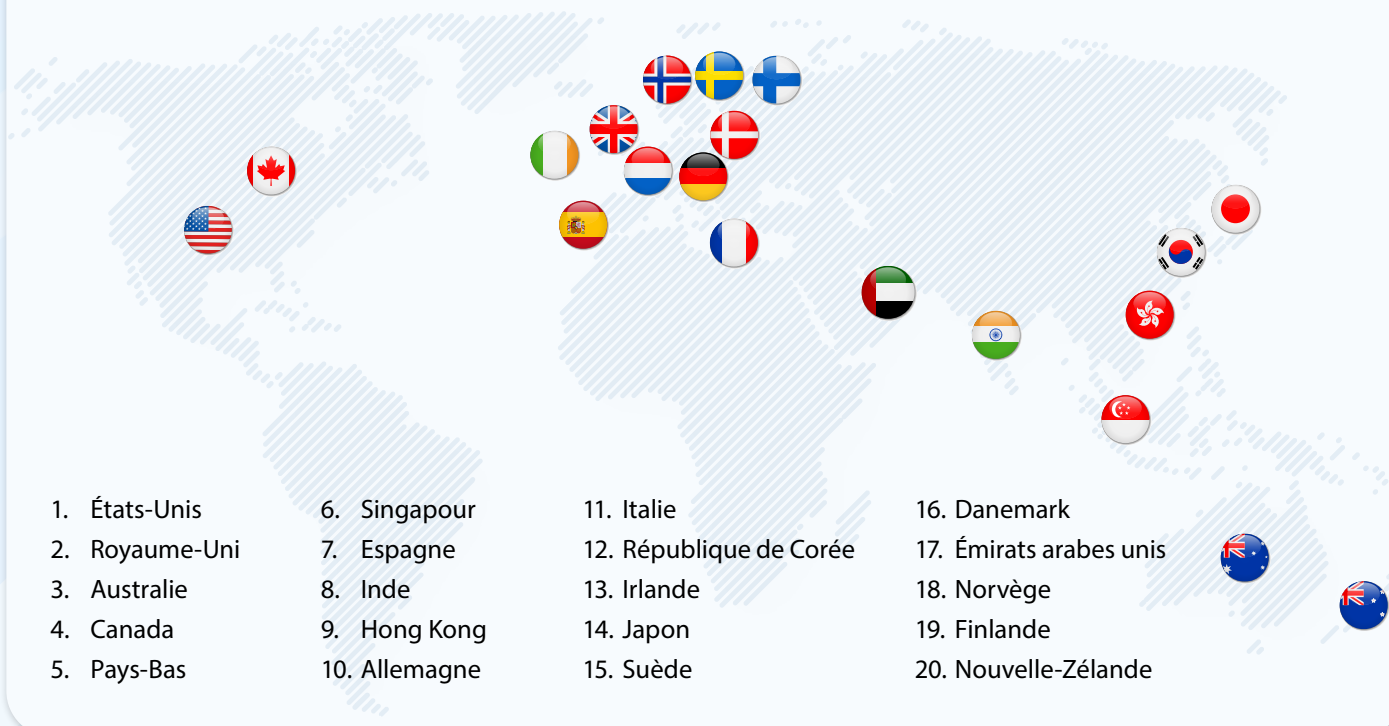 1. États-Unis
2. Royaume-Uni
3. Australie
4. Canada
5. Pays-Bas
6. Singapour
7. Espagne
8. Inde
9. Hong Kong
10. Allemagne
11. Italie
12. République de Corée
13. Irlande
14. Japon
15. Suède
16. Danemark
17. Émirats arabes unis
18. Norvège
19. Finlande
20. Nouvelle-Zélande